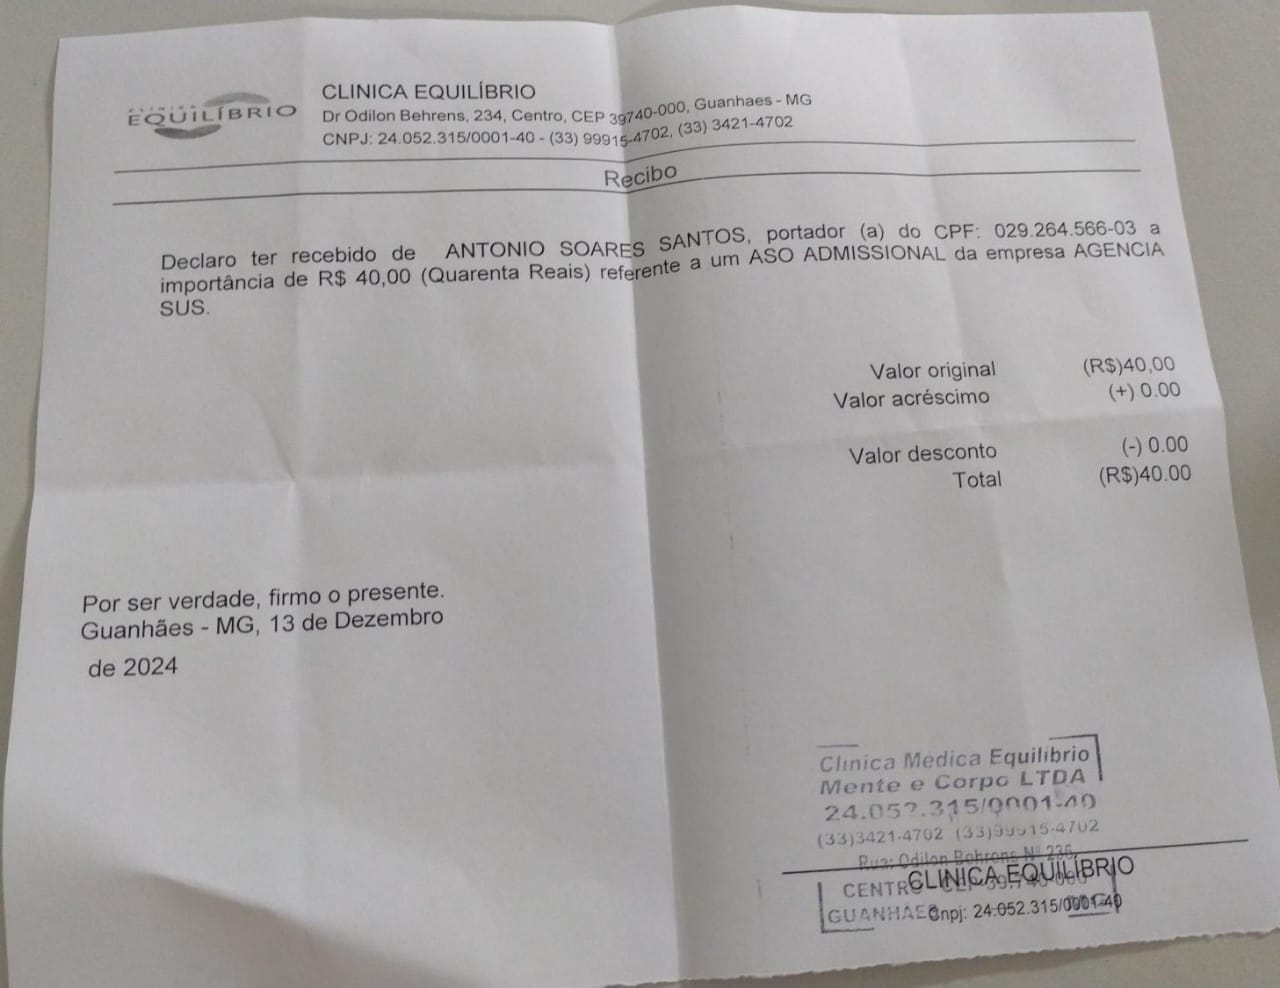 CLINICA
EQUILÍBRIO
CLINICA EQUILÍBRIO
Dr Odilon Behrens, 234, Centro, CEP 39740-000, Guanhaes - MG
CNPJ: 24.052.315/0001-40 - (33) 99915-4702, (33) 3421-4702
Recibo
Declaro ter recebido de ANTONIO SOARES SANTOS, portador (a) do CPF: 029.264.566-03 a
importância de R$ 40,00 (Quarenta Reais) referente a um ASO ADMISSIONAL da empresa AGENCIA
SUS.
Valor original (R$)40,00
Valor acréscimo (+) 0.00
Valor desconto (-) 0.00
Total (R$)40.00
Por ser verdade, firmo o presente.
Guanhães - MG, 13 de Dezembro
de 2024
Clínica Médica Equilíbrio
Mente e Corpo LTDA
24.052.315/0001-40
(33)3421-4702 (33)99915-4702
Rua: Odilon Behrens Nº 236,
CENTRO CEP
CLINICA EQUILÍBRIO
GUANHAES
Cnpj: 24.052.315/0001-40